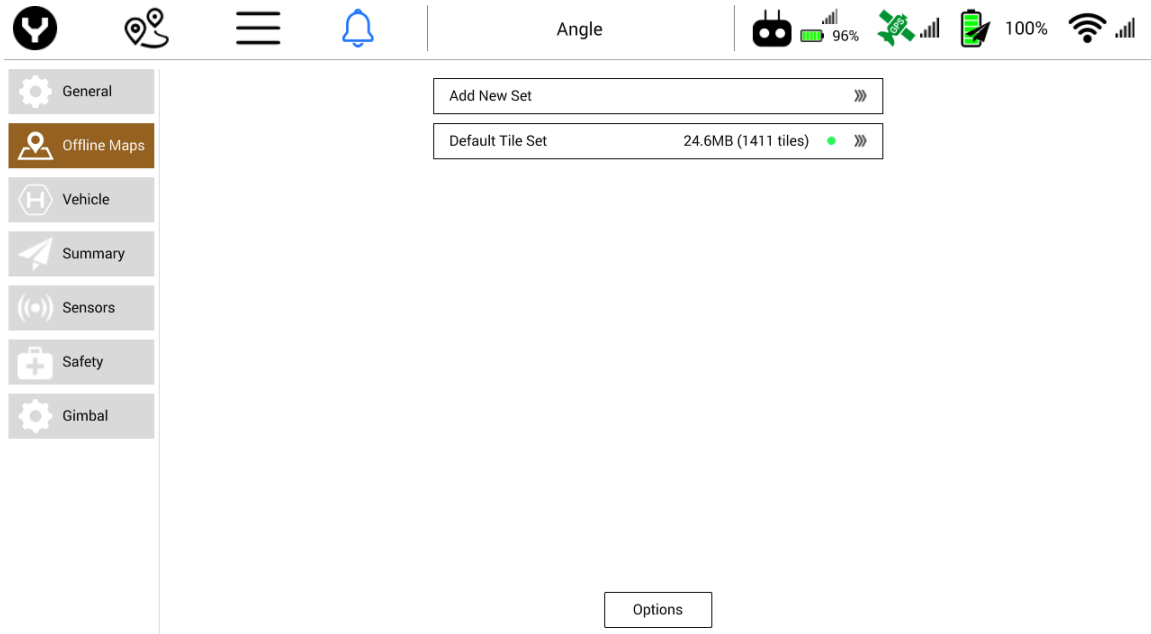 Angle
96%
GPS
100%
General
Offline Maps
Vehicle
Summary
Sensors
Safety
Gimbal
Add New Set
Default Tile Set 24.6MB (1411 tiles)
Options